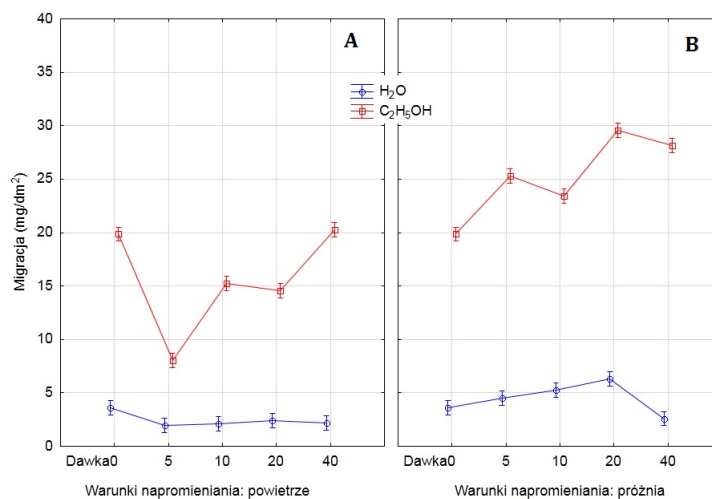 A
B
H₂O
C₂H₅OH
Migracja (mg/dm²)
40
35
30
25
20
15
10
5
0
Dawka0 5 10 20 40
Dawka0 5 10 20 40
Warunki napromieniania: powietrze
Warunki napromieniania: próżnia